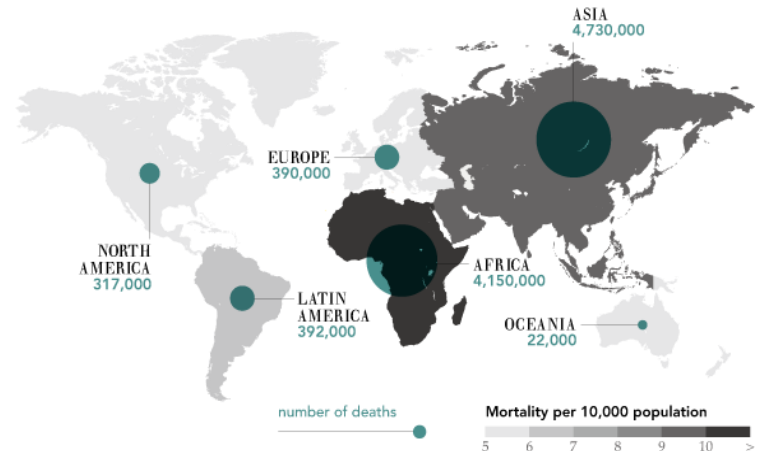 ASIA
4,730,000
EUROPE
390,000
NORTH
AMERICA
317,000
AFRICA
4,150,000
LATIN
AMERICA
392,000
OCEANIA
22,000
number of deaths
Mortality per 10,000 population
5 6 7 8 9 10 >